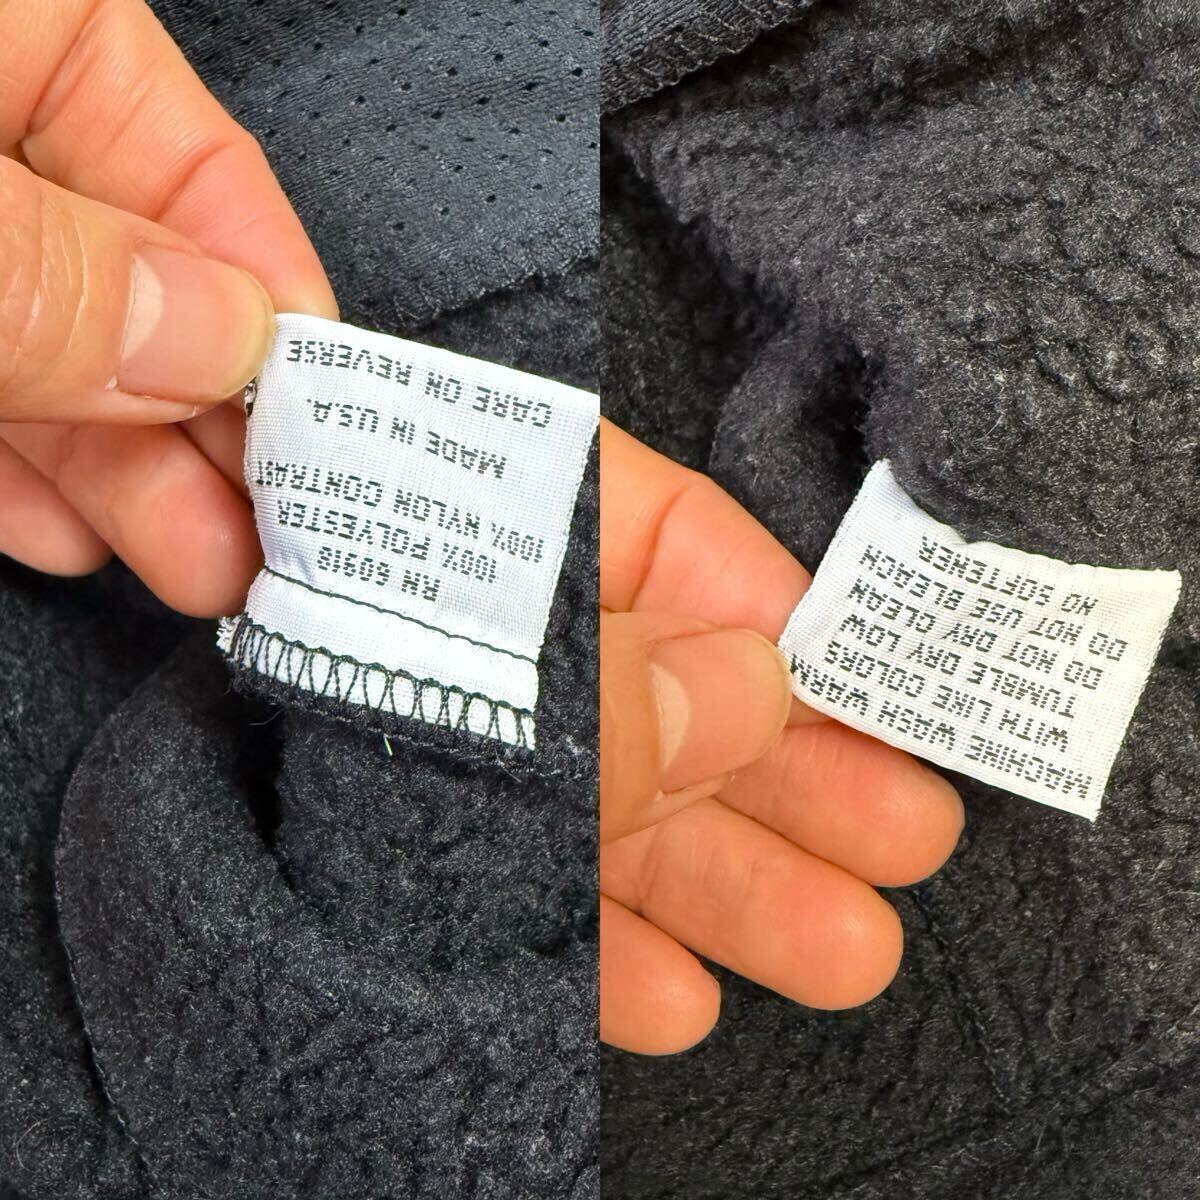 RN 60918
100% POLYESTER
100% NYLON CONTRAST
MADE IN U.S.A.
CARE ON REVERSE
MACHINE WASH WARM
WITH LIKE COLORS
TUMBLE DRY LOW
DO NOT DRY CLEAN
DO NOT USE BLEACH
NO SOFTENER